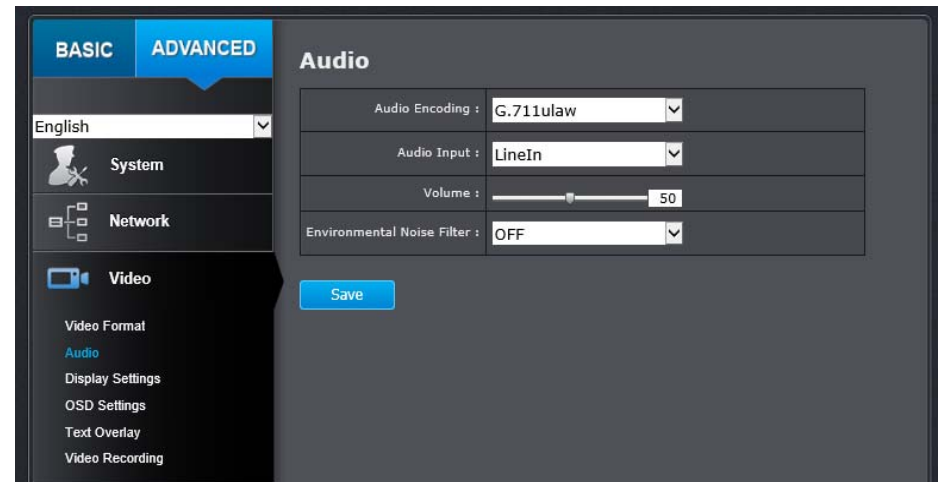 BASIC
ADVANCED
English
System
Network
Video
Video Format
Audio
Display Settings
OSD Settings
Text Overlay
Video Recording
Audio
Audio Encoding : G.711ulaw
Audio Input : LineIn
Volume : 50
Environmental Noise Filter : OFF
Save